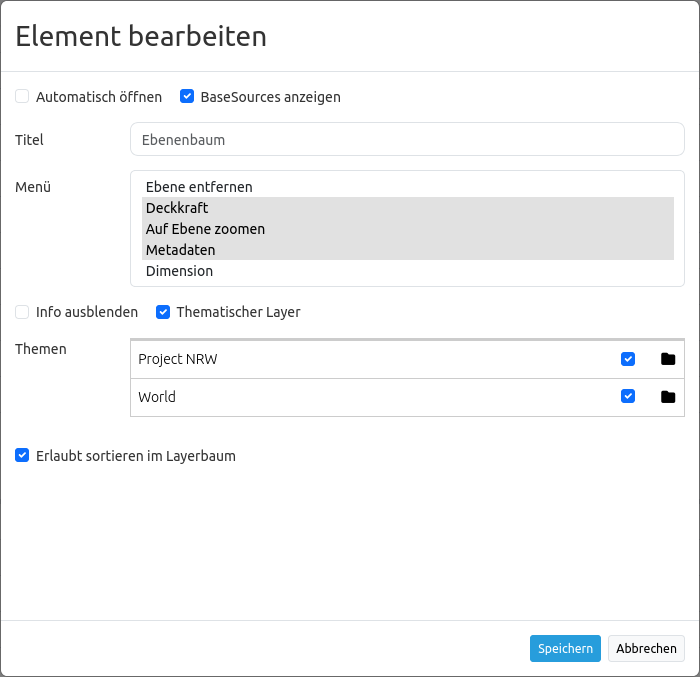 Element bearbeiten
Automatisch öffnen BaseSources anzeigen
Titel Ebenenbaum
Menü Ebene entfernen
Deckkraft
Auf Ebene zoomen
Metadaten
Dimension
Info ausblenden Thematischer Layer
Themen Project NRW
World
Erlaubt sortieren im Layerbaum
Speichern Abbrechen